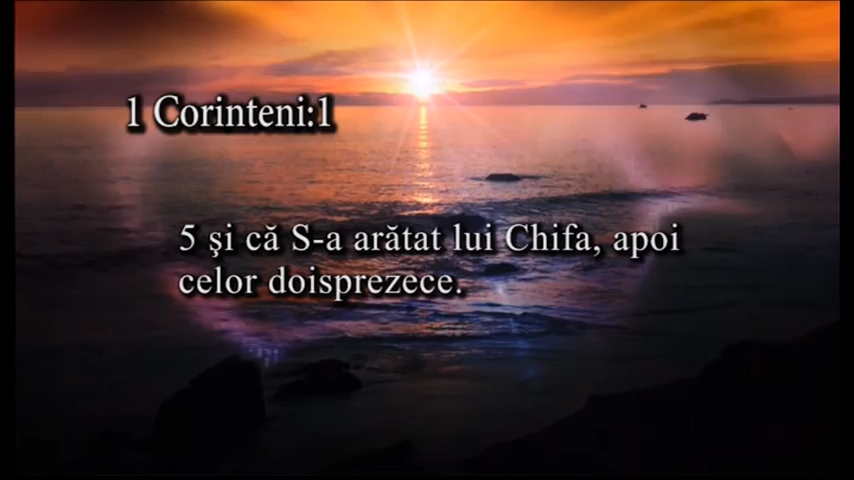 1 Corinteni:1
5 şi că S-a arătat lui Chifa, apoi
celor doisprezece.